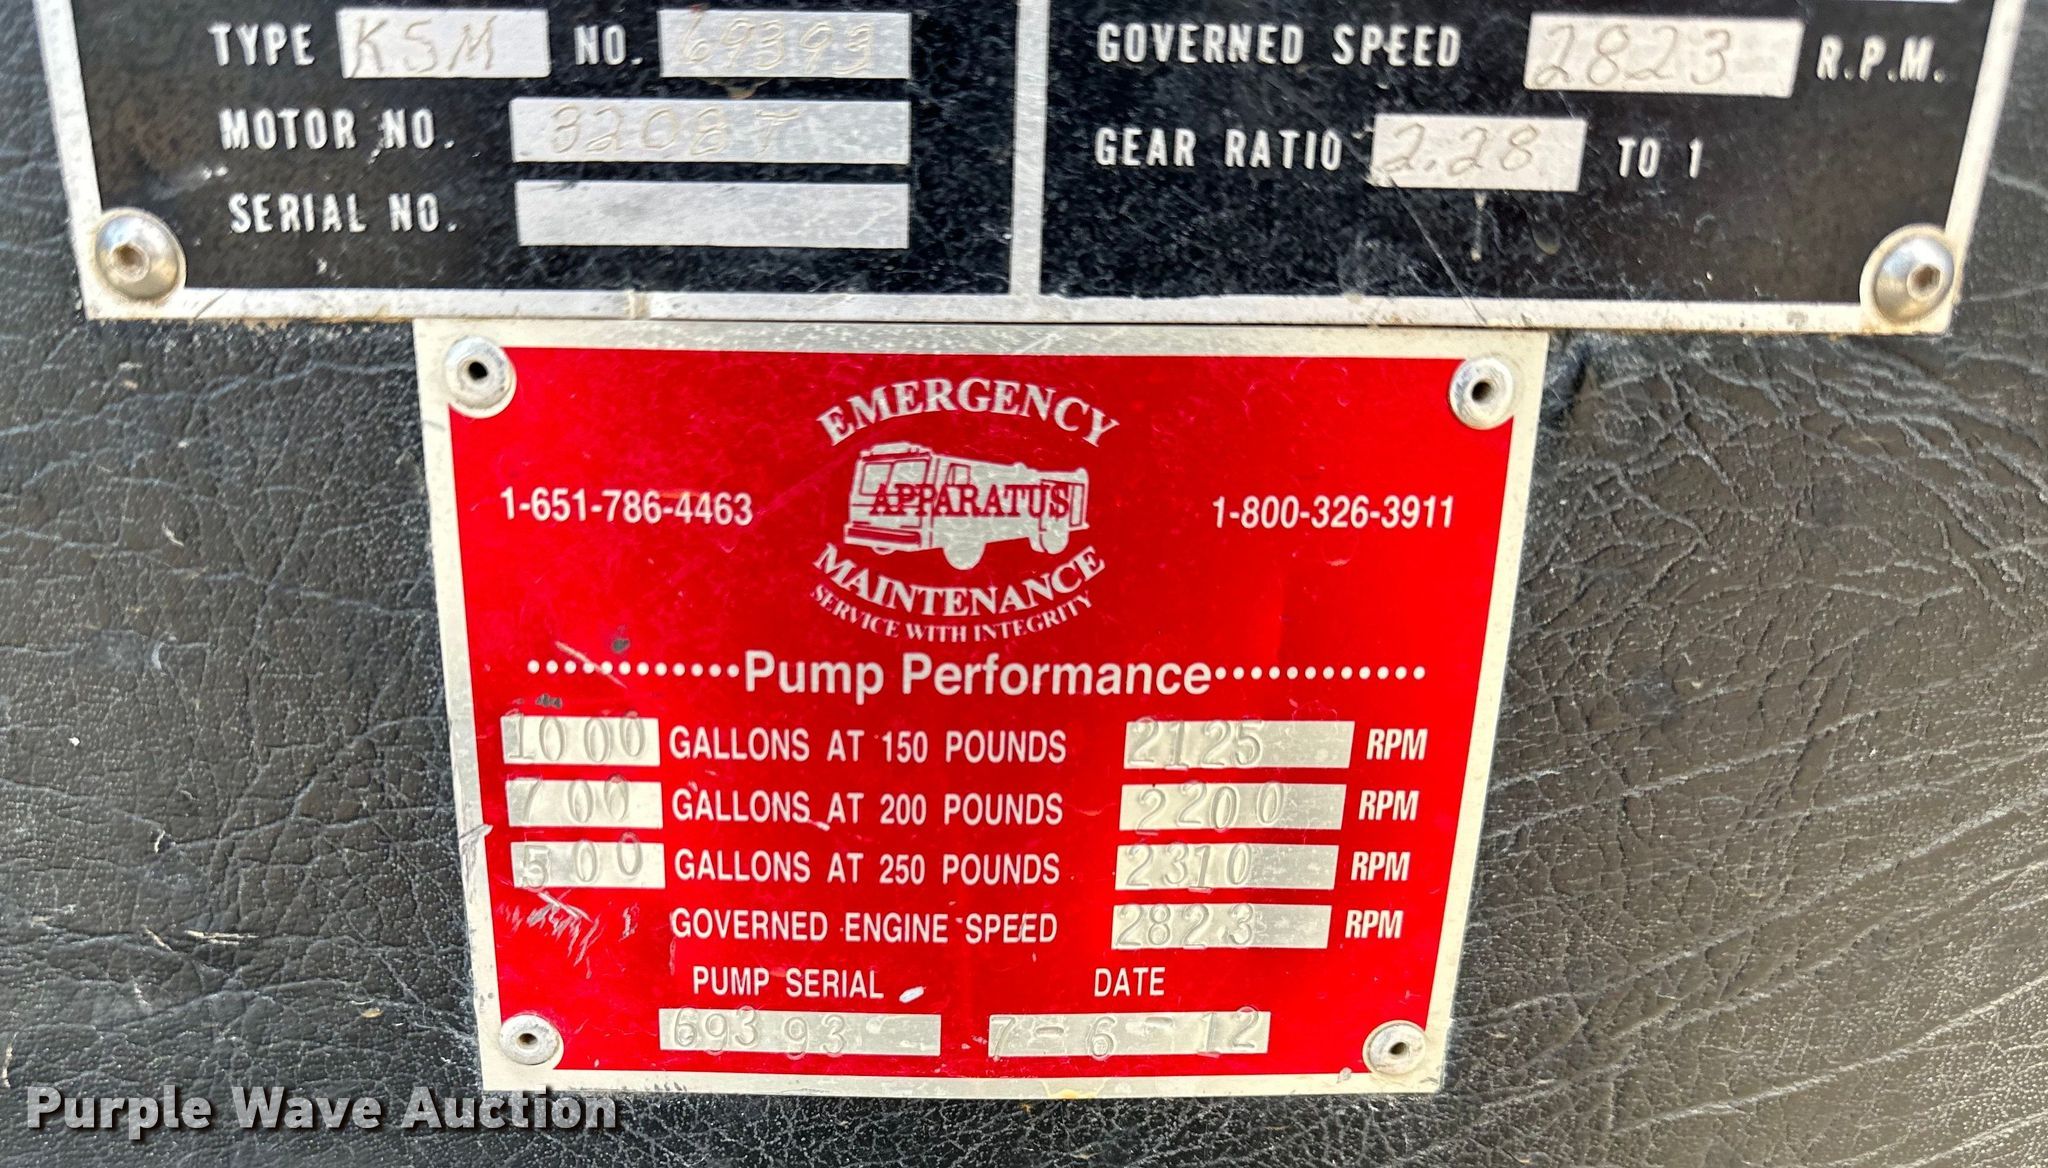 TYPE KSM NO. 69393
MOTOR NO. 3208T
SERIAL NO.
GOVERNED SPEED 2823 R.P.M.
GEAR RATIO 2.28 TO 1
EMERGENCY
1-651-786-4463 APPARATUS 1-800-326-3911
MAINTENANCE
SERVICE WITH INTEGRITY
............Pump Performance............
1000 GALLONS AT 150 POUNDS 2125 RPM
700 GALLONS AT 200 POUNDS 2200 RPM
500 GALLONS AT 250 POUNDS 2310 RPM
GOVERNED ENGINE SPEED 2823 RPM
PUMP SERIAL DATE
69393 7-6-12
Purple Wave Auction